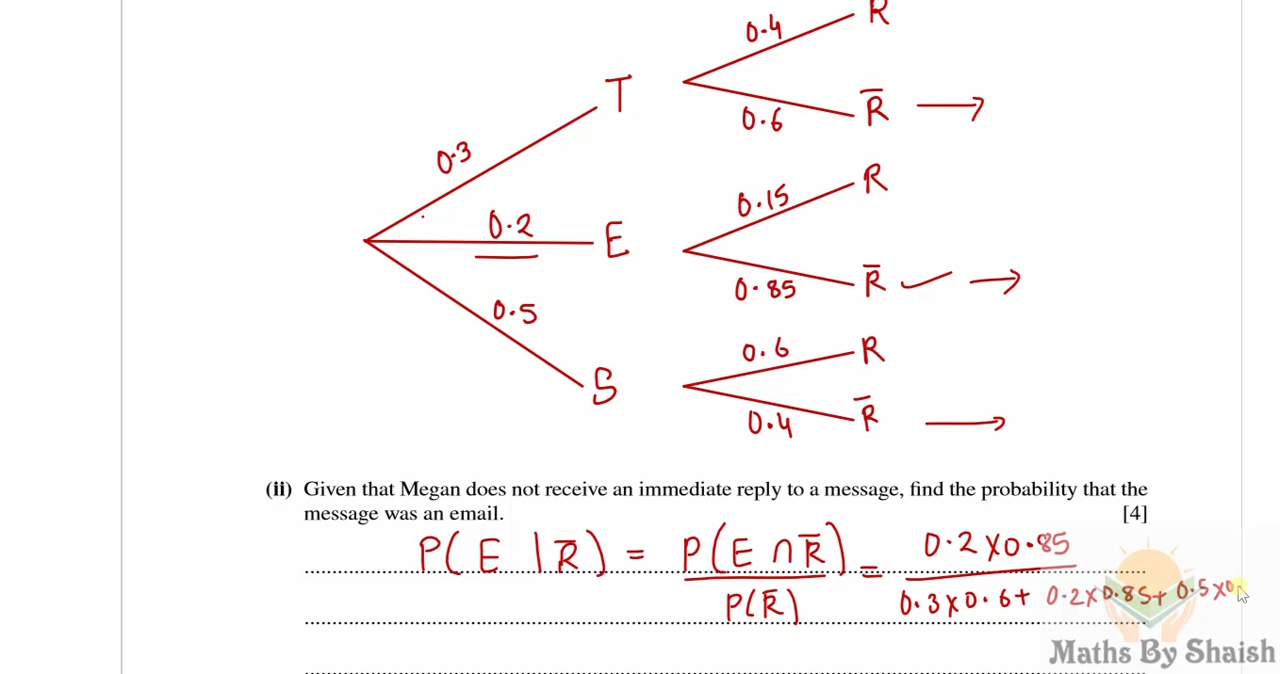 0.4 R
T
0.6 R̄ →
0.3
0.15 R
0.2 E
0.85 R̄ ✓ →
0.5
0.6 R
S
0.4 R̄ →
(ii) Given that Megan does not receive an immediate reply to a message, find the probability that the
message was an email. [4]
P(E | R̄) = P(E ∩ R̄) = 0.2 × 0.85
P(R̄) 0.3 × 0.6 + 0.2 × 0.85 + 0.5 × 0.
Maths By Shaish